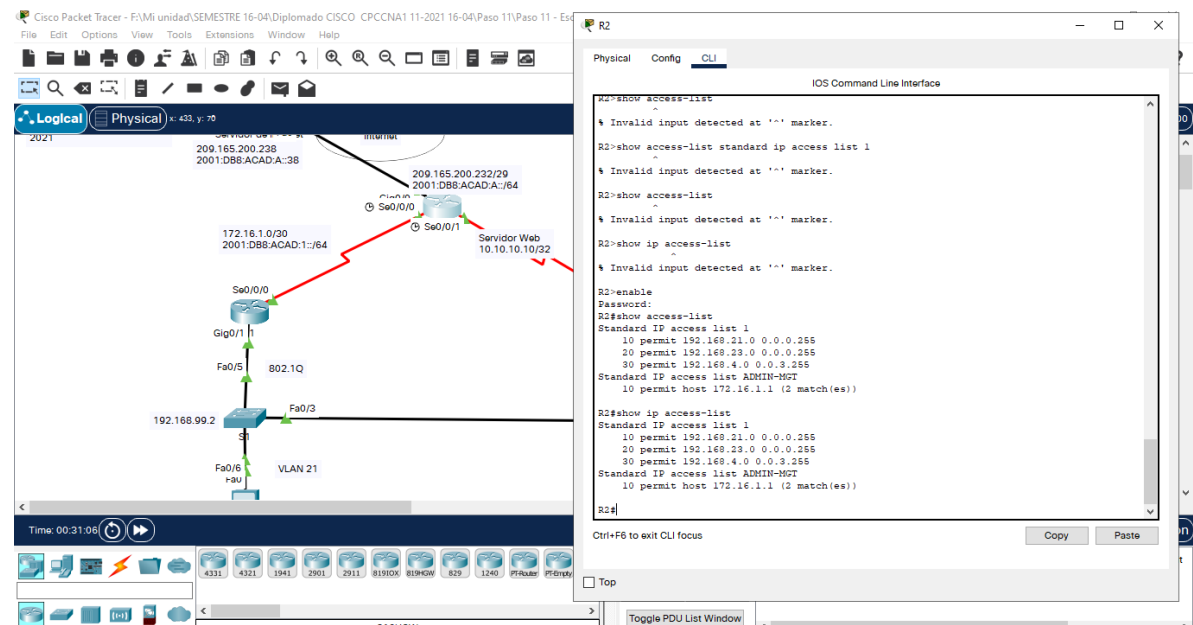 Cisco Packet Tracer - F:\Mi unidad\SEMESTRE 16-04\Diplomado CISCO CPCCNA1 11-2021 16-04\Paso 11\Paso 11 - Esc
File Edit Options View Tools Extensions Window Help
Logical
Physical
x: 433, y: 70
2021
209.165.200.238
2001:DB8:ACAD:A::38
Internet
209.165.200.232/29
2001:DB8:ACAD:A::/64
Se0/0/0
Se0/0/1
172.16.1.0/30
2001:DB8:ACAD:1::/64
Servidor Web
10.10.10.10/32
Se0/0/0
Gig0/1
Fa0/5
802.1Q
Fa0/3
192.168.99.2
S1
Fa0/6
VLAN 21
Fa0
Time: 00:31:06
4331
4321
1941
2901
2911
819IOX
819HGW
829
1240
PT-Router
PT-Empty
R2
Physical Config CLI
IOS Command Line Interface
R2>show access-list
^
% Invalid input detected at '^' marker.
R2>show access-list standard ip access list 1
^
% Invalid input detected at '^' marker.
R2>show access-list
^
% Invalid input detected at '^' marker.
R2>show ip access-list
^
% Invalid input detected at '^' marker.
R2>enable
Password:
R2#show access-list
Standard IP access list 1
10 permit 192.168.21.0 0.0.0.255
20 permit 192.168.23.0 0.0.0.255
30 permit 192.168.4.0 0.0.3.255
Standard IP access list ADMIN-MGT
10 permit host 172.16.1.1 (2 match(es))
R2#show ip access-list
Standard IP access list 1
10 permit 192.168.21.0 0.0.0.255
20 permit 192.168.23.0 0.0.0.255
30 permit 192.168.4.0 0.0.3.255
Standard IP access list ADMIN-MGT
10 permit host 172.16.1.1 (2 match(es))
R2#
Ctrl+F6 to exit CLI focus
Copy
Paste
Top
Toggle PDU List Window